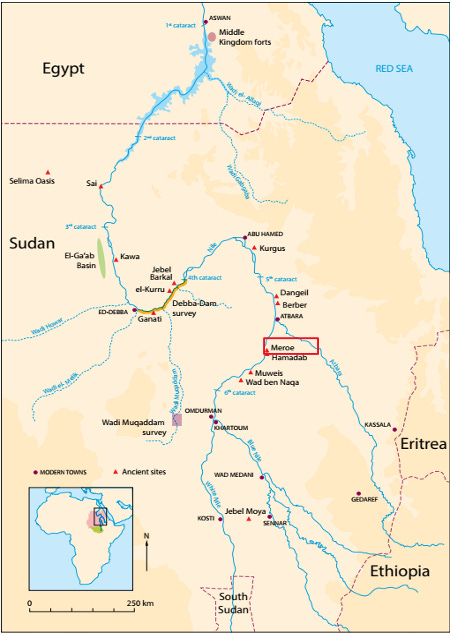 ASWAN
1st cataract
Middle
Kingdom forts
Egypt
RED SEA
Wadi el-Allaqi
2nd cataract
Wadi Gabgaba
Selima Oasis
Sai
3rd cataract
ABU HAMED
Sudan
Nile
Kurgus
El-Ga'ab
Basin
Kawa
Jebel
Barkal
4th cataract
5th cataract
el-Kurru
Dangeil
Debba-Dam
survey
Berber
ED-DEBBA
Ganati
ATBARA
Wadi Howar
Meroe
Hamadab
Atbara
Wadi el-Melik
Wadi Muqaddam
Muweis
Wad ben Naqa
6th cataract
OMDURMAN
Wadi Muqaddam
survey
KHARTOUM
KASSALA
Blue Nile
Eritrea
MODERN TOWNS
Ancient sites
WAD MEDANI
White Nile
GEDAREF
Jebel Moya
KOSTI
SENNAR
N
Ethiopia
South
Sudan
0
250 km